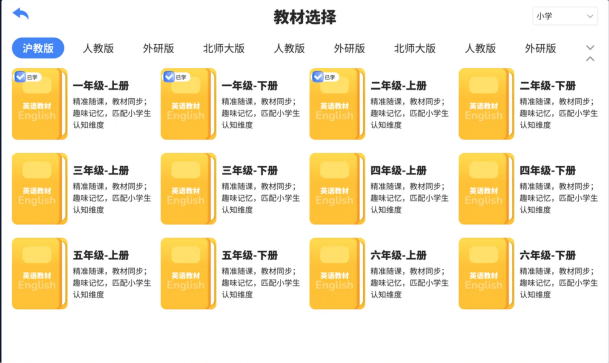 教材选择
小学
沪教版 人教版 外研版 北师大版 人教版 外研版 北师大版 人教版 外研版
已学
英语教材
English
一年级-上册
精准随课，教材同步；
趣味记忆，匹配小学生
认知维度
已学
英语教材
English
一年级-下册
精准随课，教材同步；
趣味记忆，匹配小学生
认知维度
已学
英语教材
English
二年级-上册
精准随课，教材同步；
趣味记忆，匹配小学生
认知维度
英语教材
English
二年级-下册
精准随课，教材同步；
趣味记忆，匹配小学生
认知维度
英语教材
English
三年级-上册
精准随课，教材同步；
趣味记忆，匹配小学生
认知维度
英语教材
English
三年级-下册
精准随课，教材同步；
趣味记忆，匹配小学生
认知维度
英语教材
English
四年级-上册
精准随课，教材同步；
趣味记忆，匹配小学生
认知维度
英语教材
English
四年级-下册
精准随课，教材同步；
趣味记忆，匹配小学生
认知维度
英语教材
English
五年级-上册
精准随课，教材同步；
趣味记忆，匹配小学生
认知维度
英语教材
English
五年级-下册
精准随课，教材同步；
趣味记忆，匹配小学生
认知维度
英语教材
English
六年级-上册
精准随课，教材同步；
趣味记忆，匹配小学生
认知维度
英语教材
English
六年级-下册
精准随课，教材同步；
趣味记忆，匹配小学生
认知维度